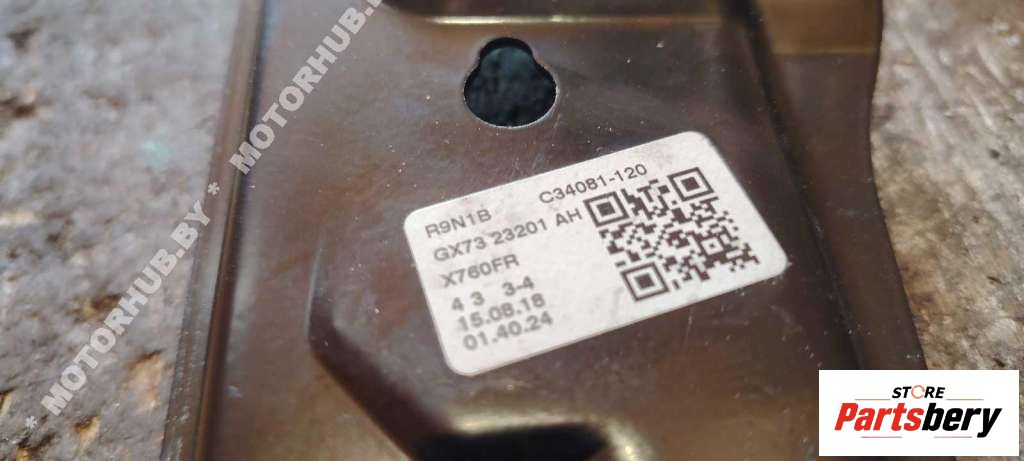 * MOTORHUB.BY * MOTORHUB.BY
R9N1B C34081-120
GX73 23201 AH
X760FR
4 3 3-4
15.08.18
01.40.24
STORE
Partsbery